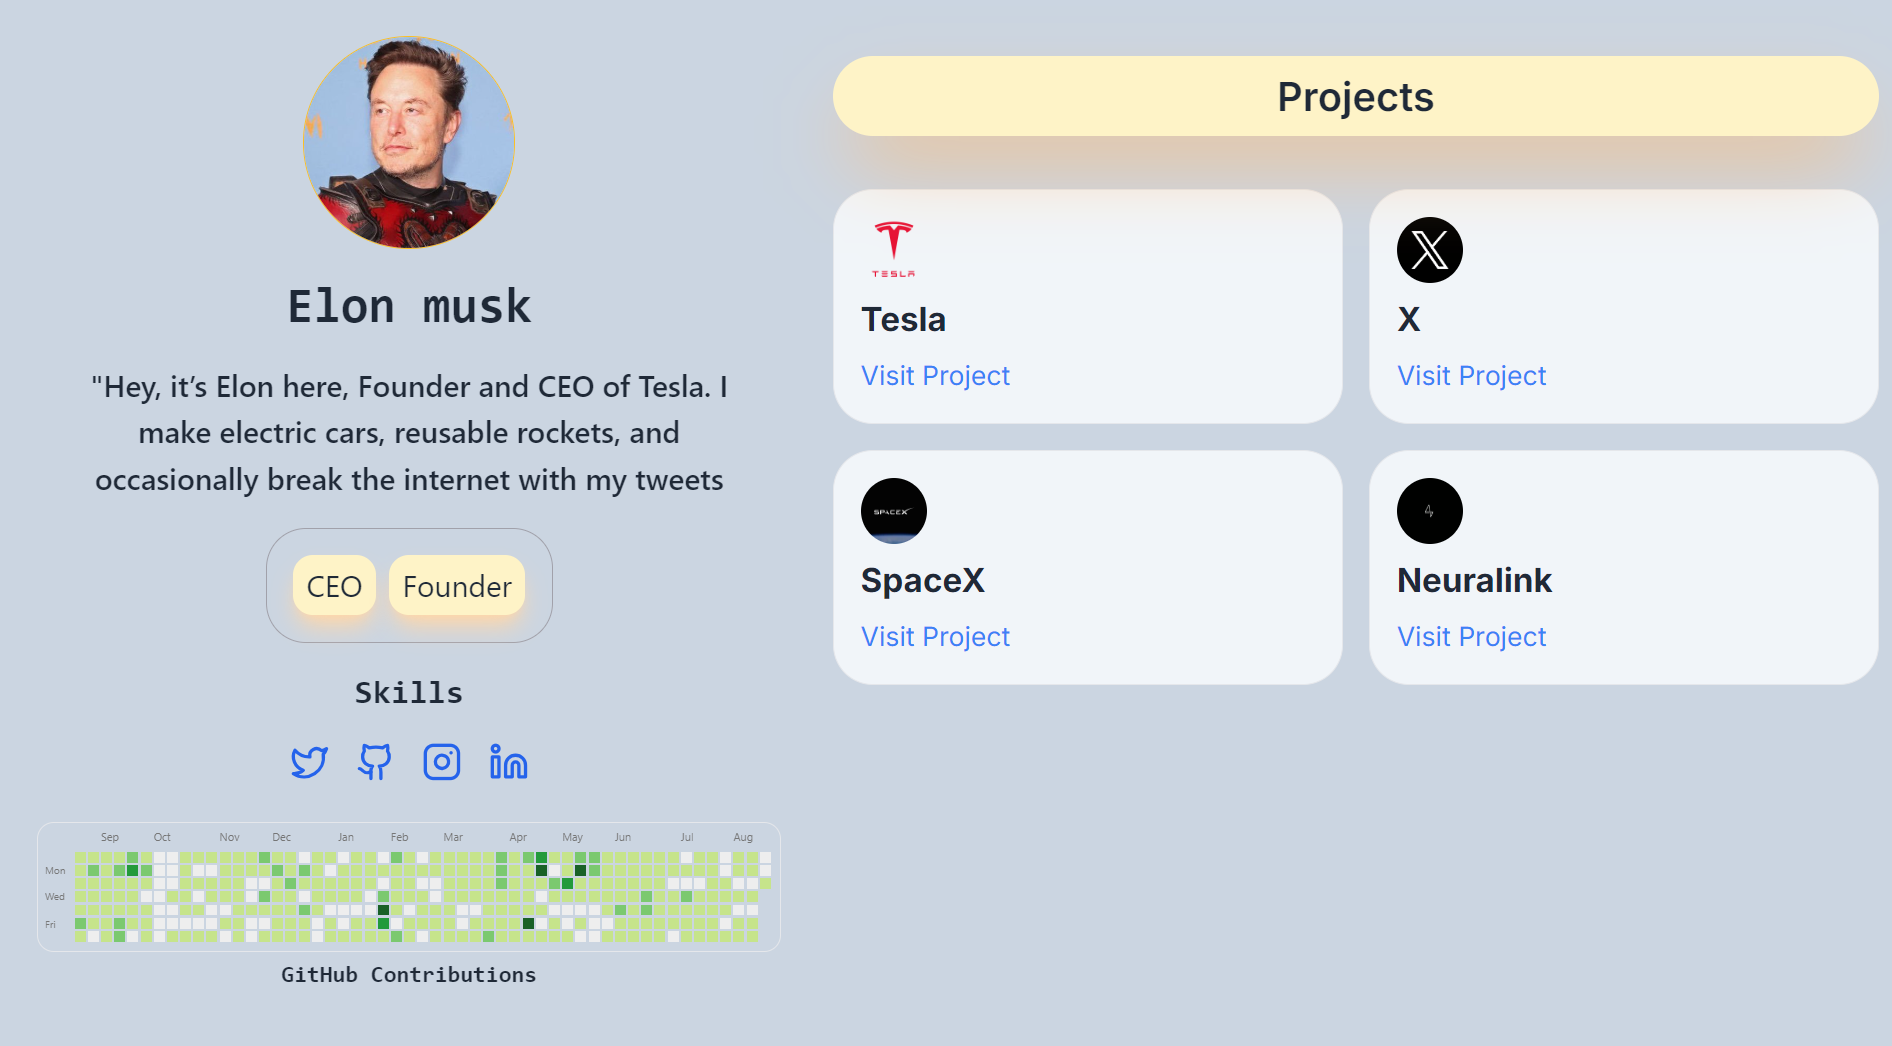 Elon musk
"Hey, it’s Elon here, Founder and CEO of Tesla. I
make electric cars, reusable rockets, and
occasionally break the internet with my tweets
CEO Founder
Skills
Sep Oct Nov Dec Jan Feb Mar Apr May Jun Jul Aug
Mon
Wed
Fri
GitHub Contributions
Projects
TESLA
Tesla
Visit Project
X
X
Visit Project
SPACEX
SpaceX
Visit Project
Neuralink
Visit Project